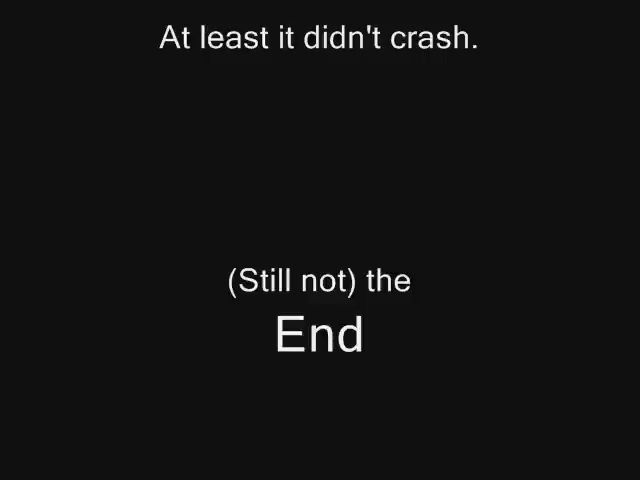 At least it didn't crash.
(Still not) the
End